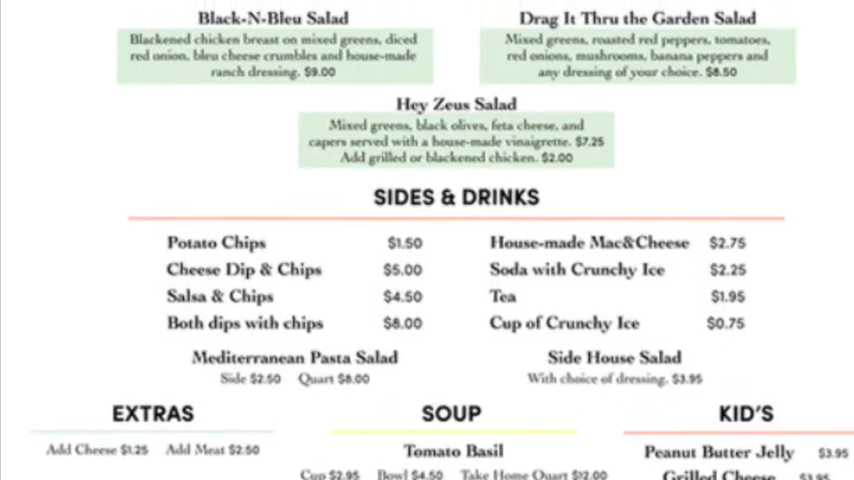 Black-N-Bleu Salad
Blackened chicken breast on mixed greens, diced
red onion, bleu cheese crumbles and house-made
ranch dressing. $9.00
Drag It Thru the Garden Salad
Mixed greens, roasted red peppers, tomatoes,
red onions, mushrooms, banana peppers and
any dressing of your choice. $8.50
Hey Zeus Salad
Mixed greens, black olives, feta cheese, and
capers served with a house-made vinaigrette. $7.25
Add grilled or blackened chicken. $2.00
SIDES & DRINKS
Potato Chips $1.50
Cheese Dip & Chips $5.00
Salsa & Chips $4.50
Both dips with chips $8.00
House-made Mac&Cheese $2.75
Soda with Crunchy Ice $2.25
Tea $1.95
Cup of Crunchy Ice $0.75
Mediterranean Pasta Salad
Side $2.50 Quart $8.00
Side House Salad
With choice of dressing. $3.95
EXTRAS
Add Cheese $1.25 Add Meat $2.50
SOUP
Tomato Basil
Cup $2.95 Bowl $4.50 Take Home Quart $12.00
KID'S
Peanut Butter Jelly $3.95
Grilled Cheese $3.95